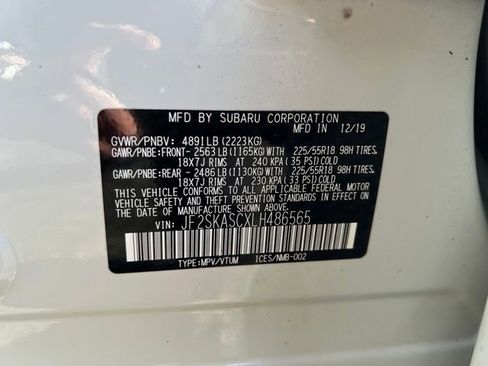 MFD BY SUBARU CORPORATION 12/19
GVWR/PNBV: 4891LB (2223KG)
GAWR/PNBE:FRONT- 2563LB (1165KG)WITH 225/55R18 98H TIRES.
18X7J RIMS AT 240 KPA (35 PSI)COLD
GAWR/PNBE:REAR - 2486LB (1130KG)WITH 225/55R18 98H TIRES.
18X7J RIMS AT 230 KPA (33 PSI)COLD
THIS VEHICLE CONFORMS TO ALL APPLICABLE FEDERAL MOTOR
VEHICLE SAFETY AND THEFT PREVENTION STANDARDS IN EFFECT
ON THE DATE OF MANUFACTURE SHOWN ABOVE.
VIN: JF2SKASCXLH486565
TYPE:MPV/VTUM ICES/NMB-002